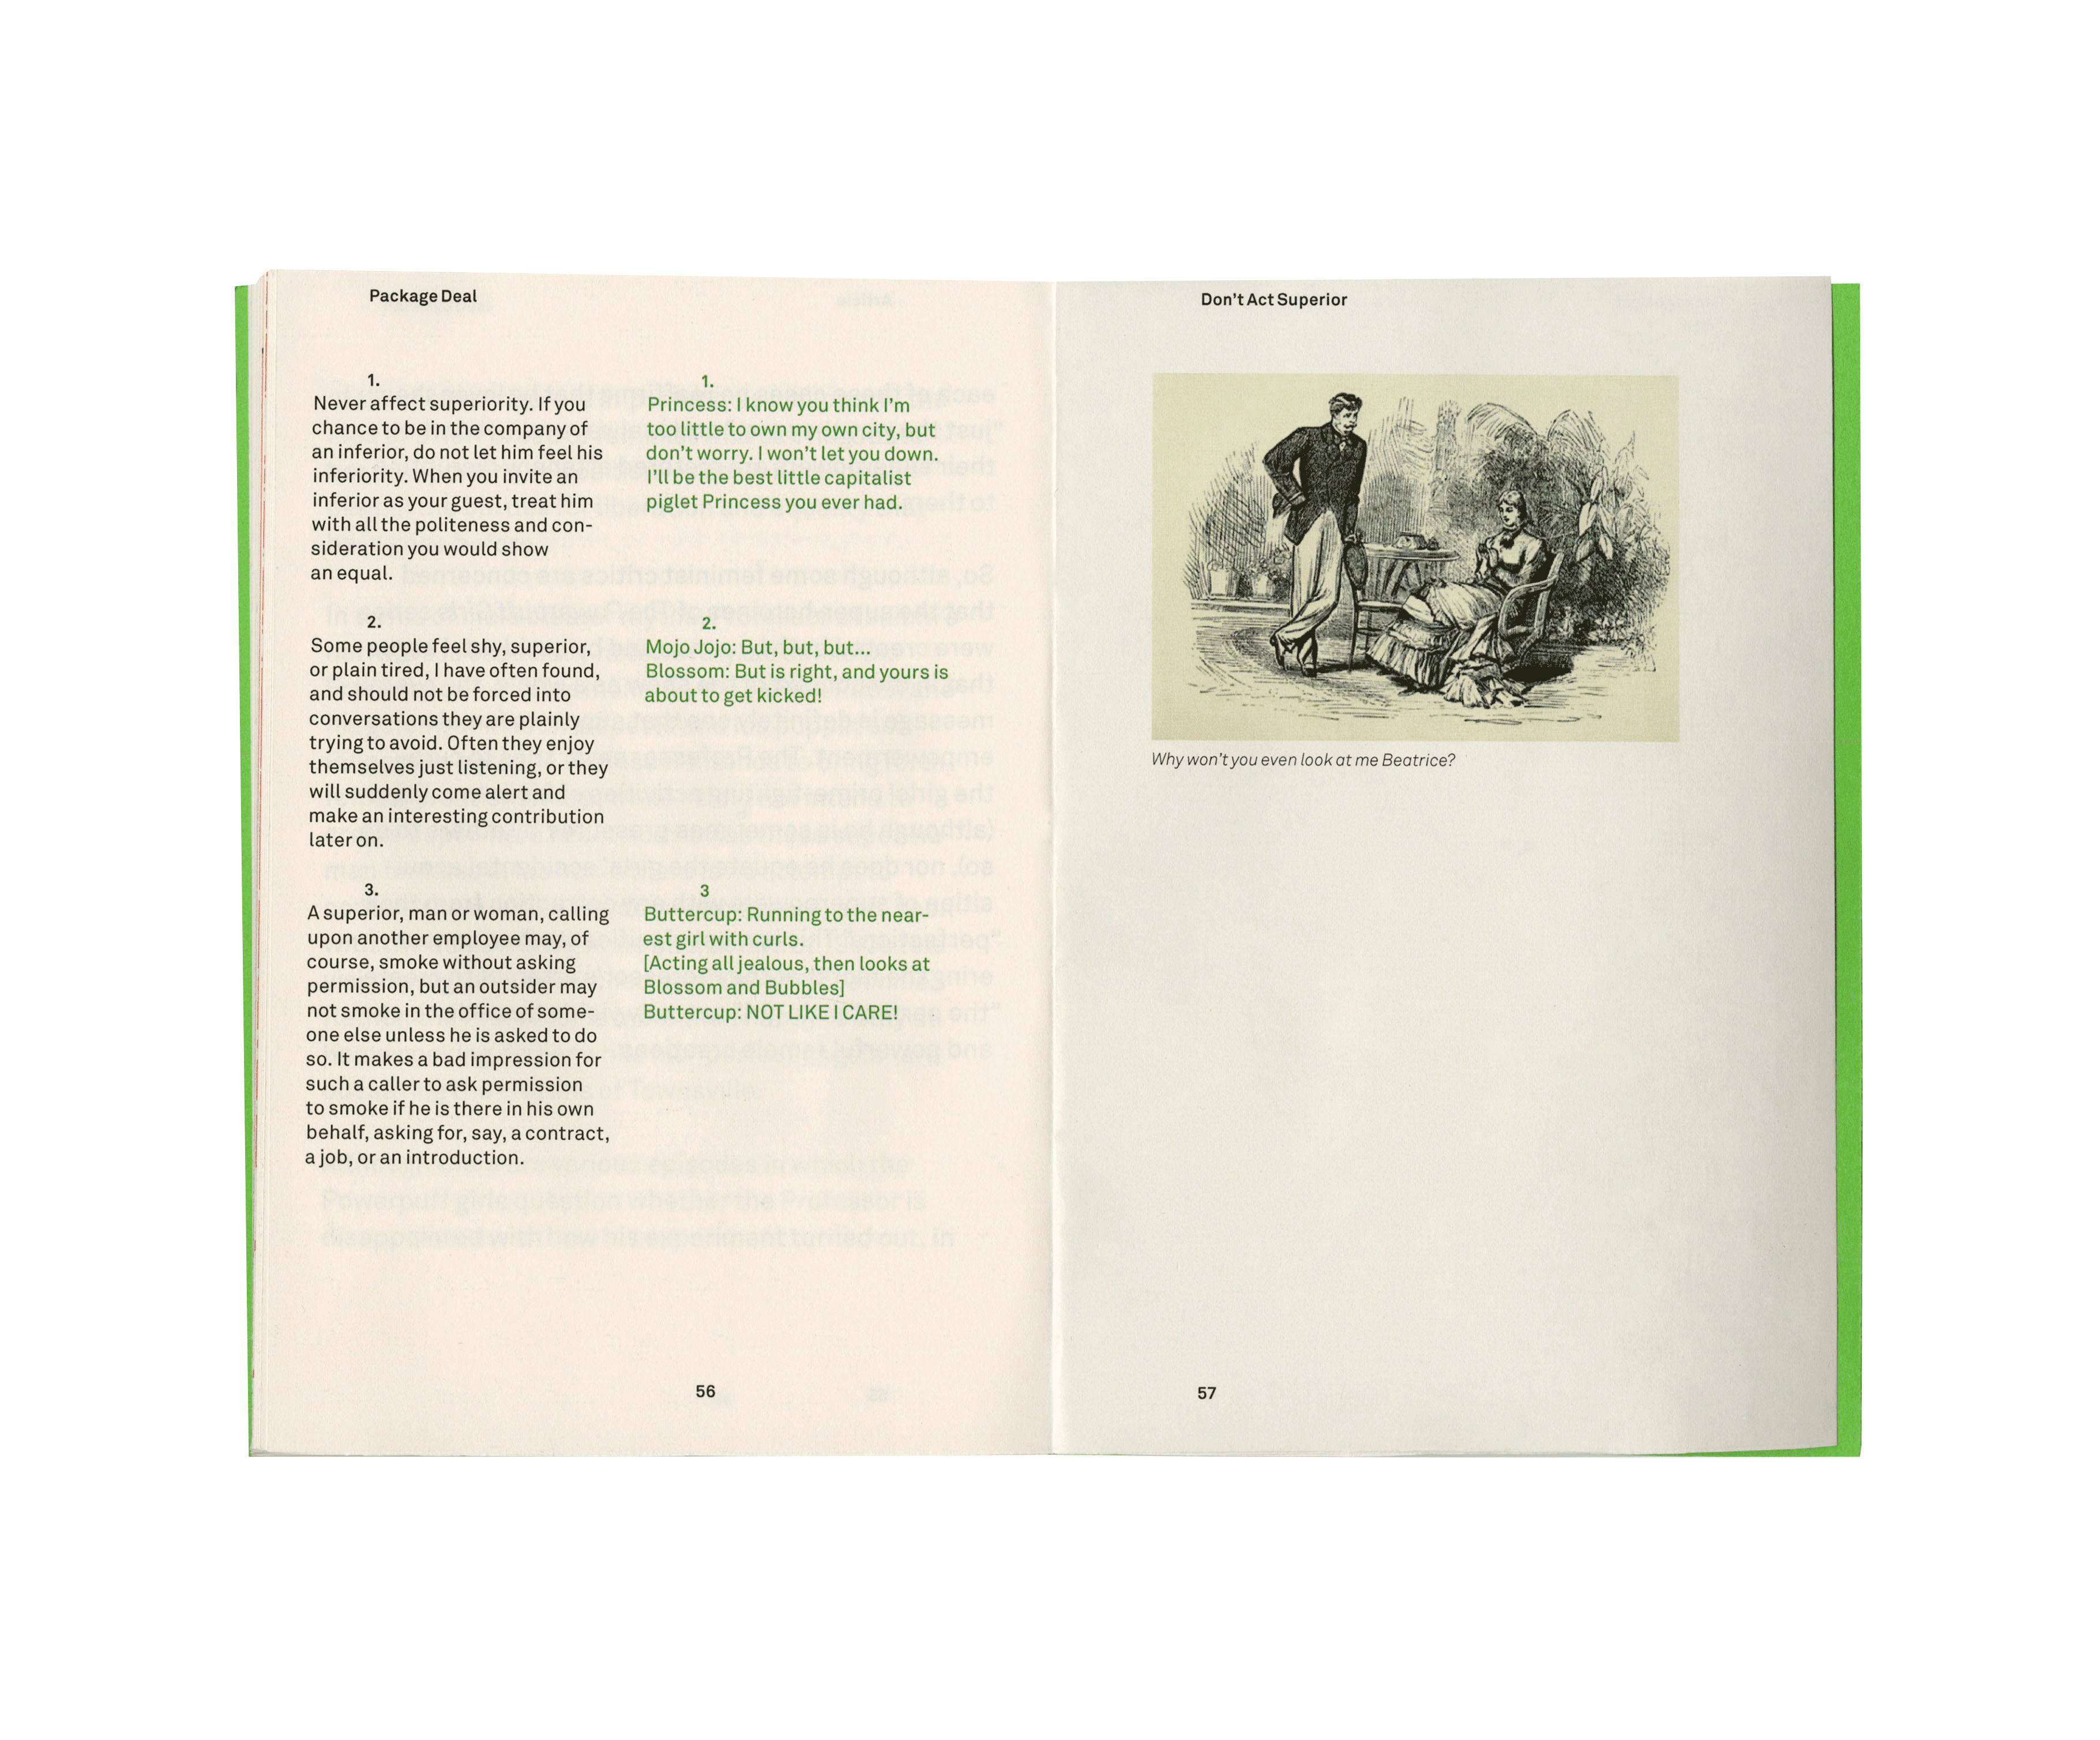 Package Deal
1.
Never affect superiority. If you
chance to be in the company of
an inferior, do not let him feel his
inferiority. When you invite an
inferior as your guest, treat him
with all the politeness and con-
sideration you would show
an equal.
2.
Some people feel shy, superior,
or plain tired, I have often found,
and should not be forced into
conversations they are plainly
trying to avoid. Often they enjoy
themselves just listening, or they
will suddenly come alert and
make an interesting contribution
later on.
3.
A superior, man or woman, calling
upon another employee may, of
course, smoke without asking
permission, but an outsider may
not smoke in the office of some-
one else unless he is asked to do
so. It makes a bad impression for
such a caller to ask permission
to smoke if he is there in his own
behalf, asking for, say, a contract,
a job, or an introduction.
1.
Princess: I know you think I'm
too little to own my own city, but
don't worry. I won't let you down.
I'll be the best little capitalist
piglet Princess you ever had.
2.
Mojo Jojo: But, but, but...
Blossom: But is right, and yours is
about to get kicked!
3
Buttercup: Running to the near-
est girl with curls.
[Acting all jealous, then looks at
Blossom and Bubbles]
Buttercup: NOT LIKE I CARE!
56
Don't Act Superior
Why won't you even look at me Beatrice?
57